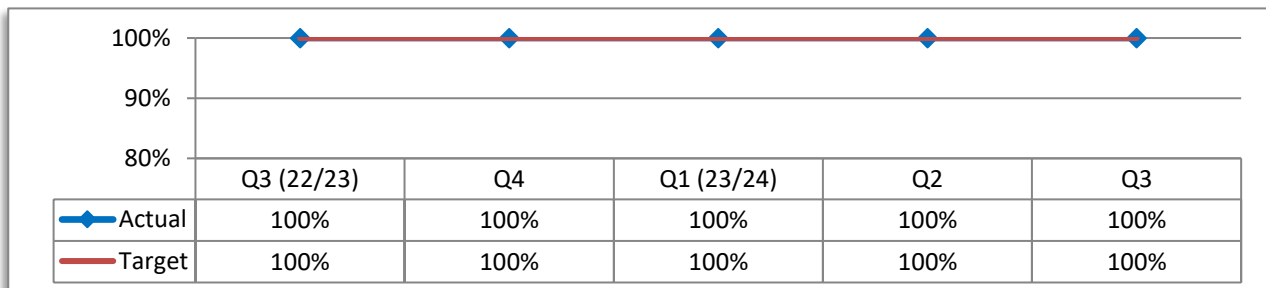 100%
90%
80%
Q3 (22/23) Q4 Q1 (23/24) Q2 Q3
Actual 100% 100% 100% 100% 100%
Target 100% 100% 100% 100% 100%